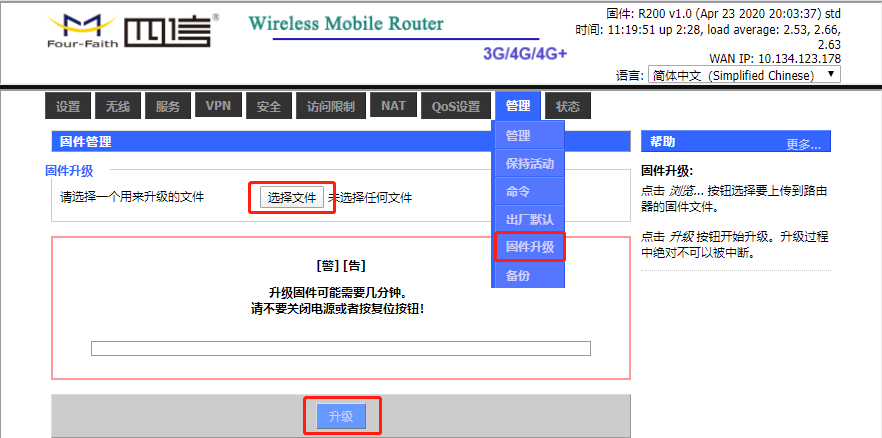 固件: R200 v1.0 (Apr 23 2020 20:03:37) std
时间: 11:19:51 up 2:28, load average: 2.53, 2.66,
2.63
WAN IP: 10.134.123.178
语言: 简体中文 (Simplified Chinese)
Four-Faith 四信®
Wireless Mobile Router
3G/4G/4G+
设置 无线 服务 VPN 安全 访问限制 NAT QoS设置 管理 状态
管理
保持活动
命令
出厂默认
固件升级
备份
固件管理
固件升级
请选择一个用来升级的文件 选择文件 未选择任何文件
[警] [告]
升级固件可能需要几分钟。
请不要关闭电源或者按复位按钮!
升级
帮助 更多...
固件升级:
点击 浏览... 按钮选择要上传到路由
器的固件文件。
点击 升级 按钮开始升级。升级过程
中绝对不可以被中断。